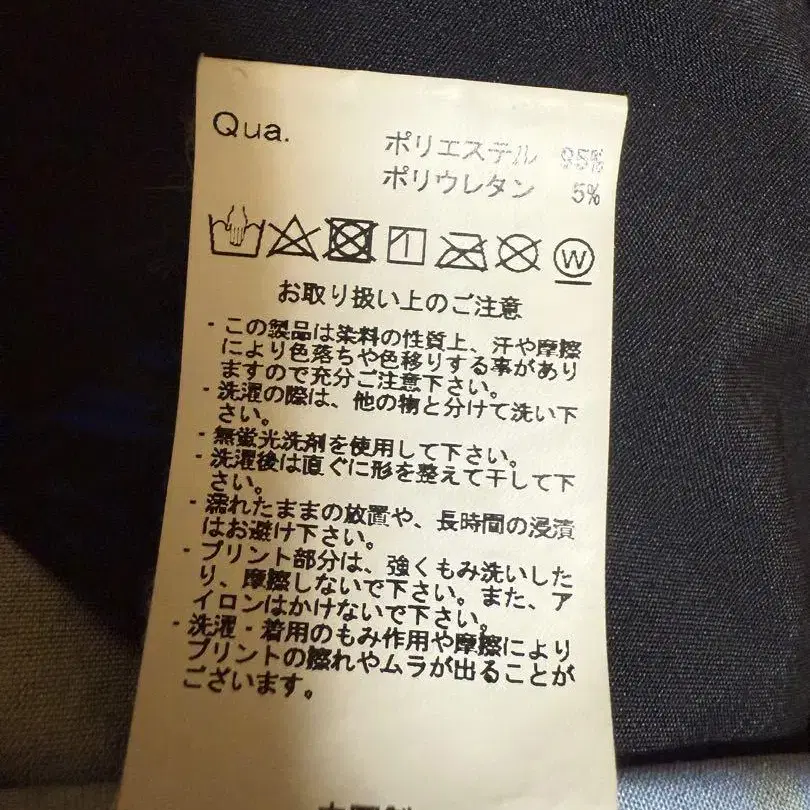 Qua.
ポリエステル 95%
ポリウレタン 5%
W
お取り扱い上のご注意
・この製品は染料の性質上、汗や摩擦
により色落ちや色移りする事があり
ますので充分ご注意下さい。
・洗濯の際は、他の物と分けて洗い下
さい。
・無蛍光洗剤を使用して下さい。
・洗濯後は直ぐに形を整えて干して下
さい。
・濡れたままの放置や、長時間の浸漬
はお避け下さい。
・プリント部分は、強くもみ洗いした
り、摩擦しないで下さい。また、ア
イロンはかけないで下さい。
・洗濯・着用のもみ作用や摩擦により
プリントの擦れやムラが出ることが
ございます。